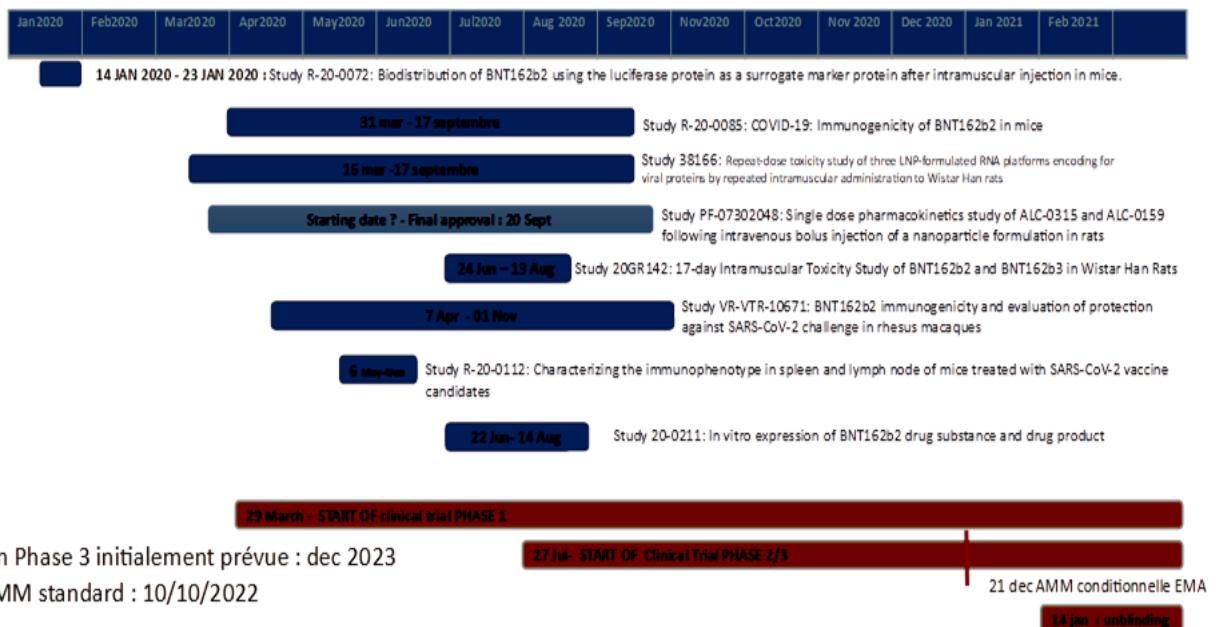 Jan2020 Feb2020 Mar2020 Apr2020 May2020 Jun2020 Jul2020 Aug 2020 Sep2020 Nov2020 Oct2020 Nov 2020 Dec 2020 Jan 2021 Feb 2021
14 JAN 2020 - 23 JAN 2020 : Study R-20-0072: Biodistribution of BNT162b2 using the luciferase protein as a surrogate marker protein after intramuscular injection in mice.
31 mar - 17 septembre
Study R-20-0085: COVID-19: Immunogenicity of BNT162b2 in mice
16 mar -17 septembre
Study 38166: Repeat-dose toxicity study of three LNP-formulated RNA platforms encoding for
viral proteins by repeated intramuscular administration to Wistar Han rats
Starting date ? - Final approval : 20 Sept
Study PF-07302048: Single dose pharmacokinetics study of ALC-0315 and ALC-0159
following intravenous bolus injection of a nanoparticle formulation in rats
24 Jun – 13 Aug
Study 20GR142: 17-day Intramuscular Toxicity Study of BNT162b2 and BNT162b3 in Wistar Han Rats
7 Apr - 01 Nov
Study VR-VTR-10671: BNT162b2 immunogenicity and evaluation of protection
against SARS-CoV-2 challenge in rhesus macaques
6
Study R-20-0112: Characterizing the immunophenotype in spleen and lymph node of mice treated with SARS-CoV-2 vaccine
candidates
22 Jun- 14 Aug
Study 20-0211: In vitro expression of BNT162b2 drug substance and drug product
29 March - START OF clinical trial PHASE 1
n Phase 3 initialement prévue : dec 2023
27 Jul- START OF Clinical Trial PHASE 2/3
MM standard : 10/10/2022
21 dec AMM conditionnelle EMA
14 jan : unblinding